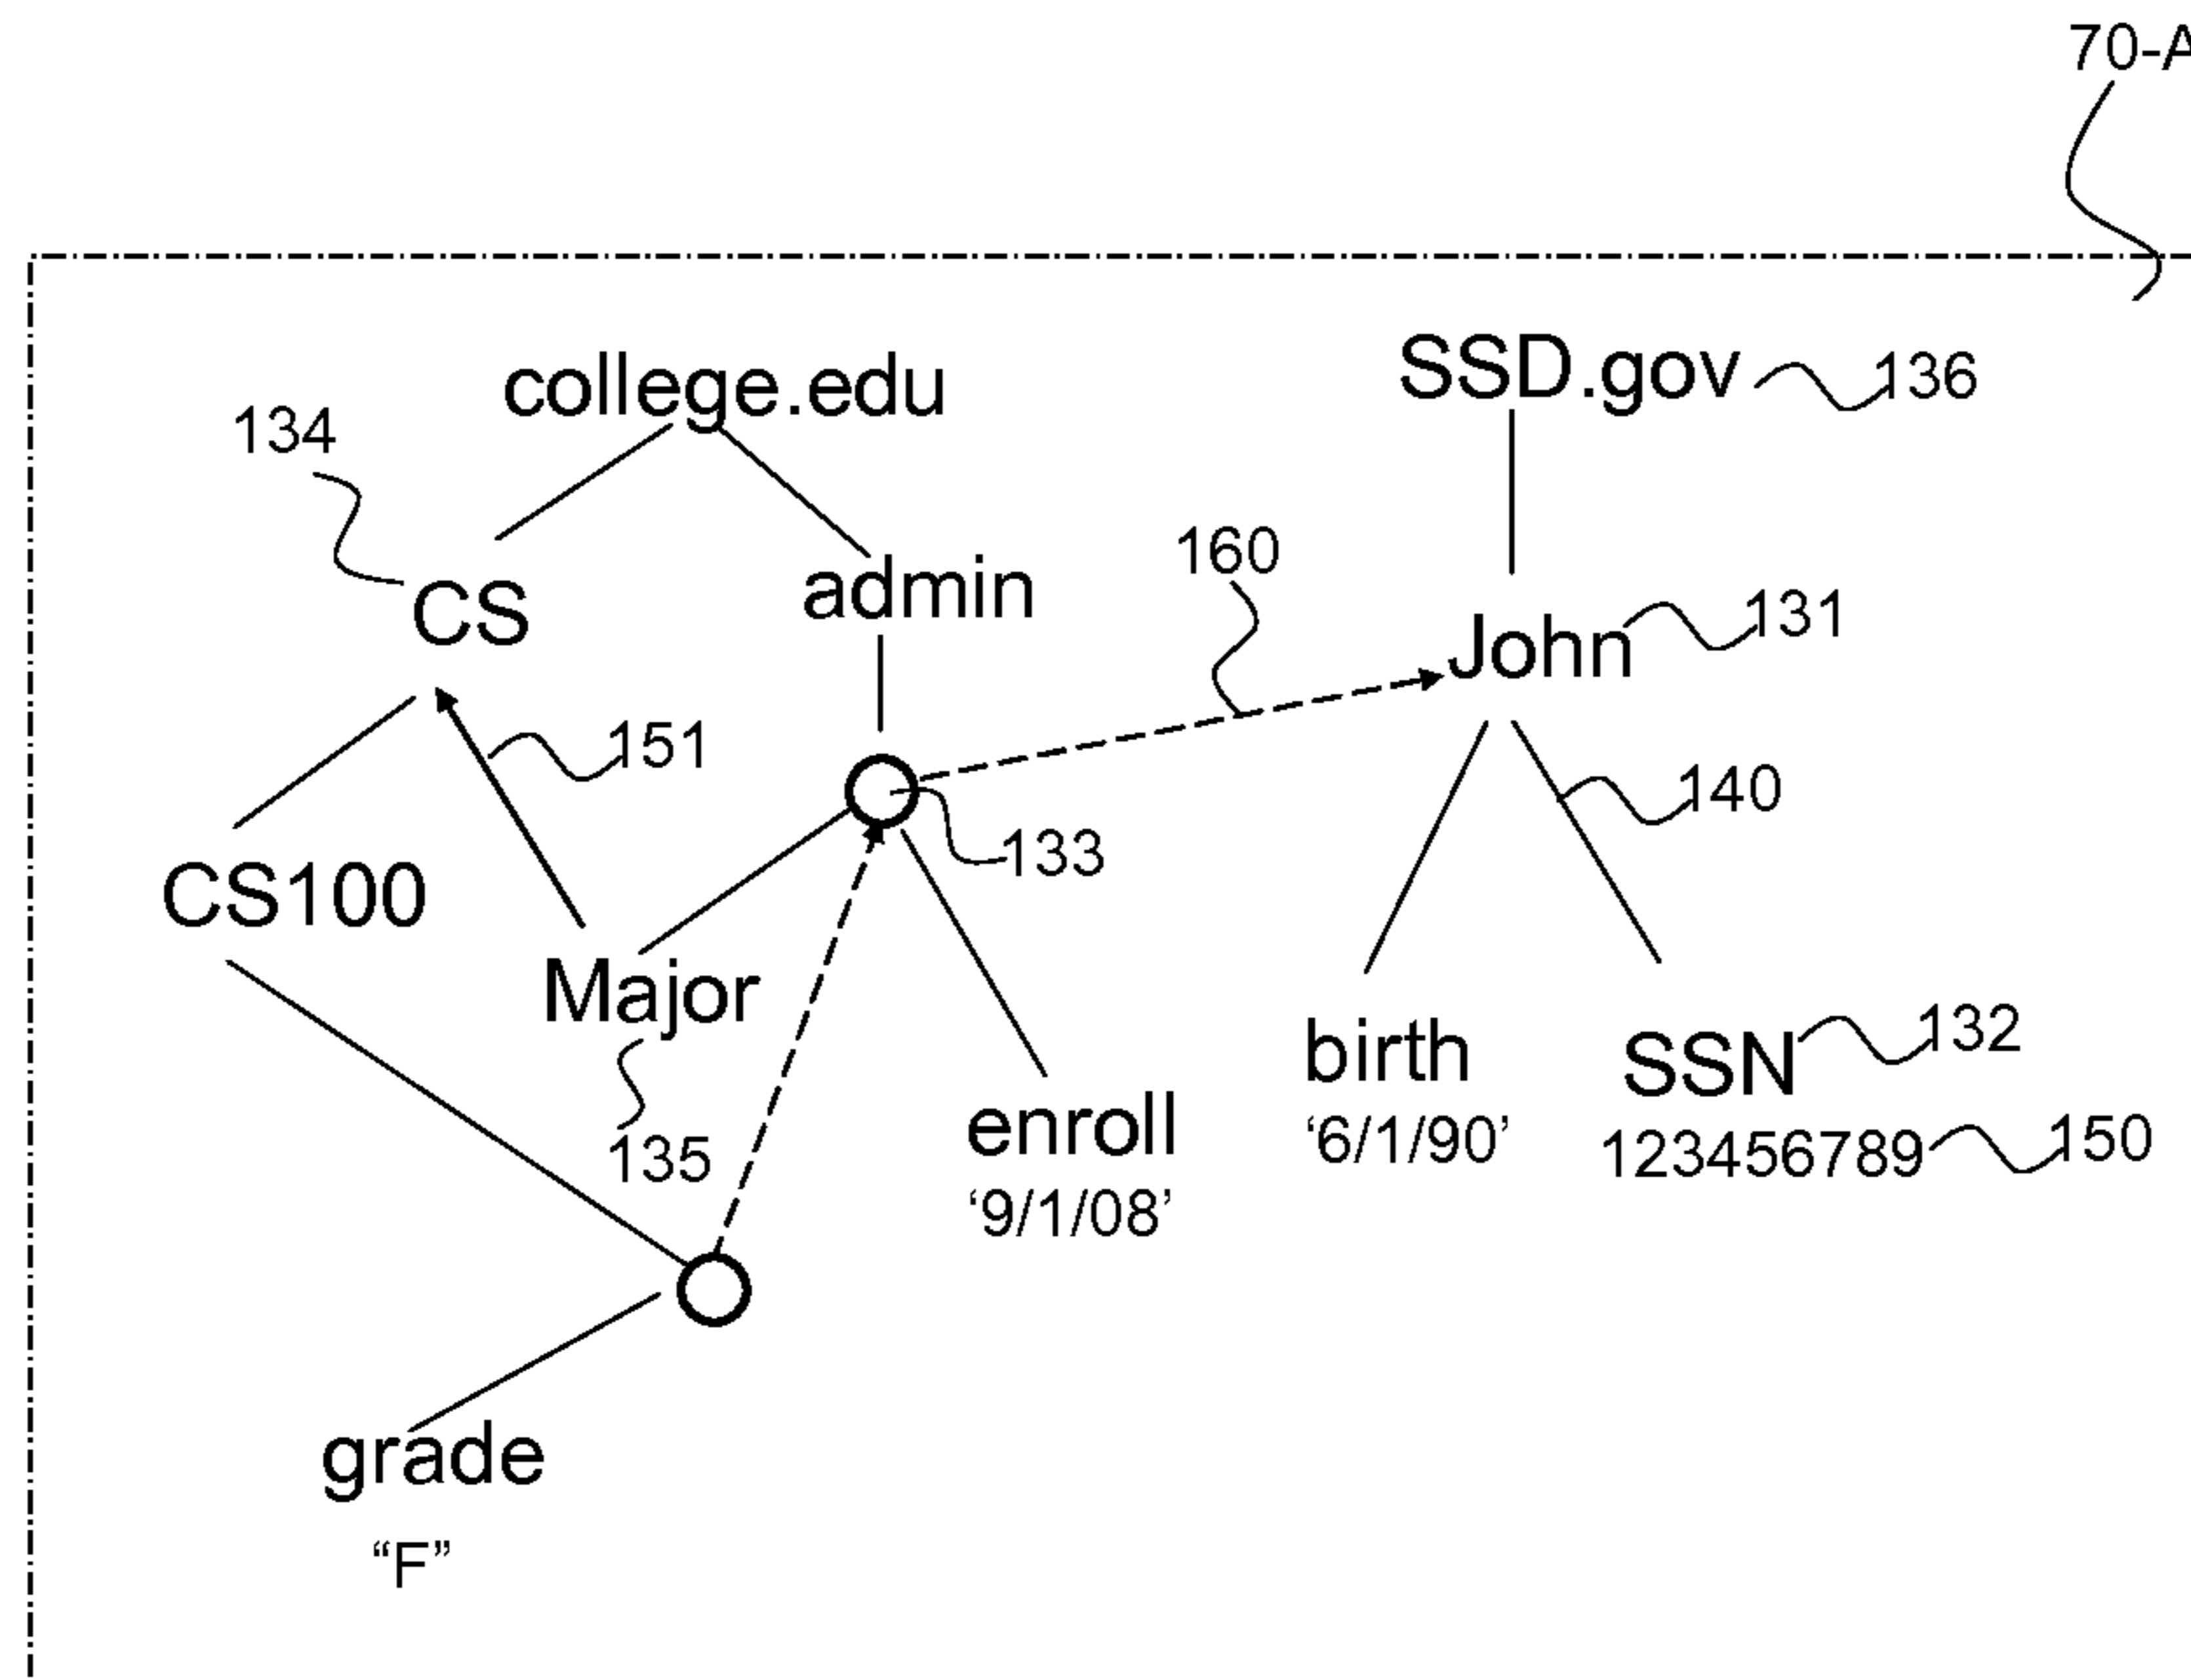 70-A
SSD.gov
136
college.edu
134
160
admin
CS
131
John
151
140
133
CS100
Major
132
birth
SSN
enroll
'6/1/90'
123456789
150
135
'9/1/08'
grade
“F”